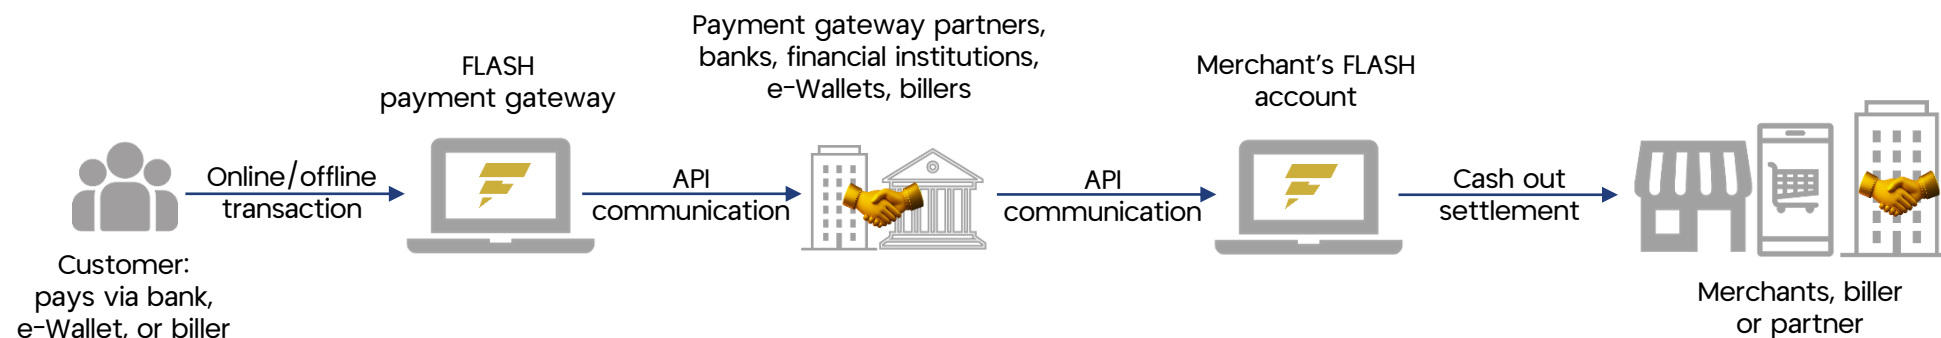 Payment gateway partners,
banks, financial institutions,
e-Wallets, billers
FLASH
payment gateway
Merchant's FLASH
account
Online/offline
transaction
API
communication
API
communication
Cash out
settlement
Customer:
pays via bank,
e-Wallet, or biller
Merchants, biller
or partner